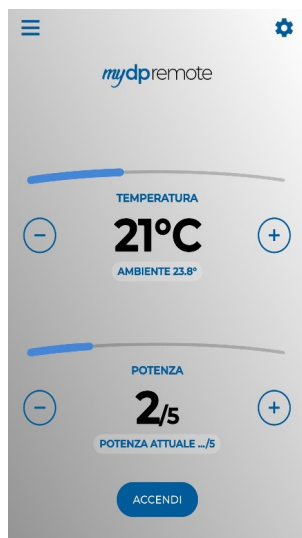 mydpremote
TEMPERATURA
21°C
AMBIENTE 23.8°
POTENZA
2/5
POTENZA ATTUALE .../5
ACCENDI